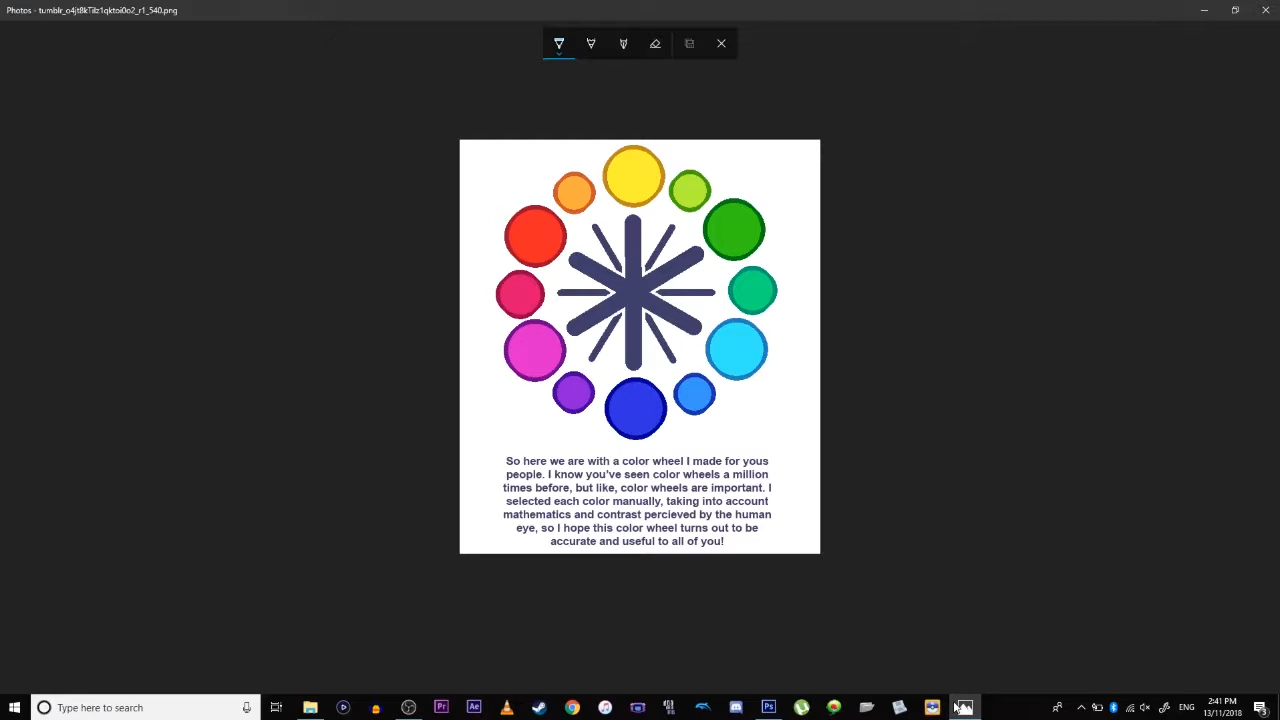 Photos - tumblr_o4jt8kTilz1qktoi0o2_r1_540.png
So here we are with a color wheel I made for yous
people. I know you've seen color wheels a million
times before, but like, color wheels are important. I
selected each color manually, taking into account
mathematics and contrast percieved by the human
eye, so I hope this color wheel turns out to be
accurate and useful to all of you!
Type here to search
Pr
Ae
Ps
ENG
2:41 PM
13/11/2018